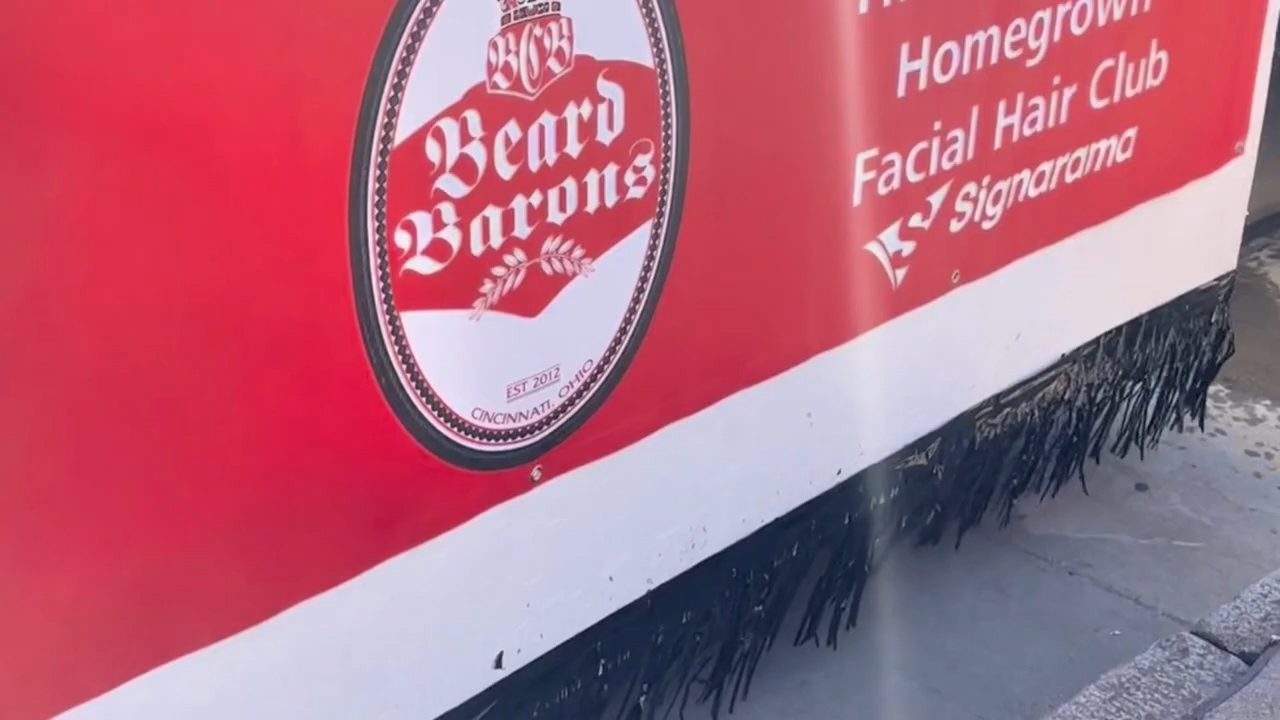 BCB
Beard
Barons
EST 2012
CINCINNATI, OHIO
Homegrown
Facial Hair Club
Signarama